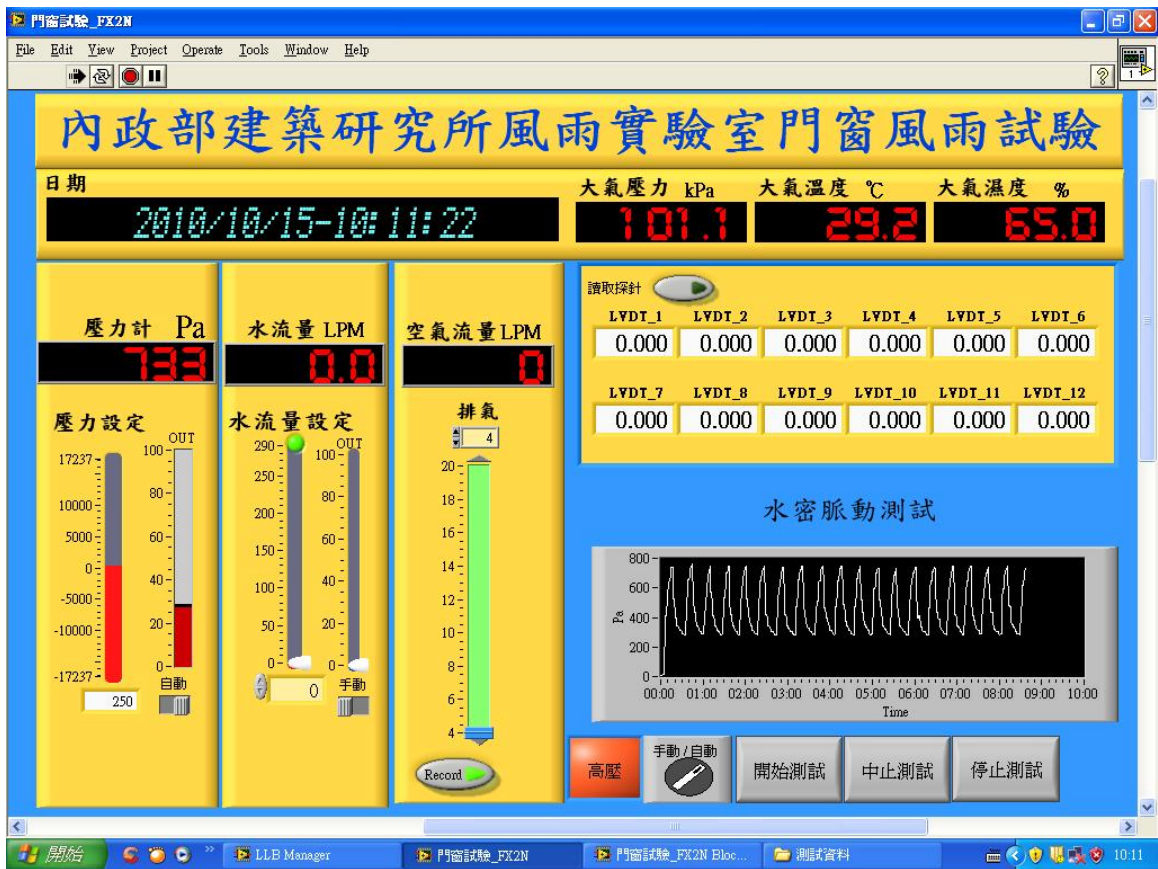 門窗試驗_FX2N
File Edit View Project Operate Tools Window Help
內政部建築研究所風雨實驗室門窗風雨試驗
日期
2010/10/15-10:11:22
大氣壓力 kPa
101.1
大氣溫度 ℃
29.2
大氣濕度 %
65.0
壓力計 Pa
733
壓力設定
OUT
17237
10000
5000
0
-5000
-10000
-17237
100
80
60
40
20
0
250
自動
水流量 LPM
0.0
水流量設定
OUT
290
250
200
150
100
50
0
100
80
60
40
20
0
0
手動
空氣流量 LPM
0
排氣
4
20
18
16
14
12
10
8
6
4
Record
讀取探針
LVDT_1 LVDT_2 LVDT_3 LVDT_4 LVDT_5 LVDT_6
0.000 0.000 0.000 0.000 0.000 0.000
LVDT_7 LVDT_8 LVDT_9 LVDT_10 LVDT_11 LVDT_12
0.000 0.000 0.000 0.000 0.000 0.000
水密脈動測試
800
600
400
200
0
Pa
00:00 01:00 02:00 03:00 04:00 05:00 06:00 07:00 08:00 09:00 10:00
Time
高壓
手動/自動
開始測試
中止測試
停止測試
開始
LLB Manager
門窗試驗_FX2N
門窗試驗_FX2N Bloc...
測試資料
10:11